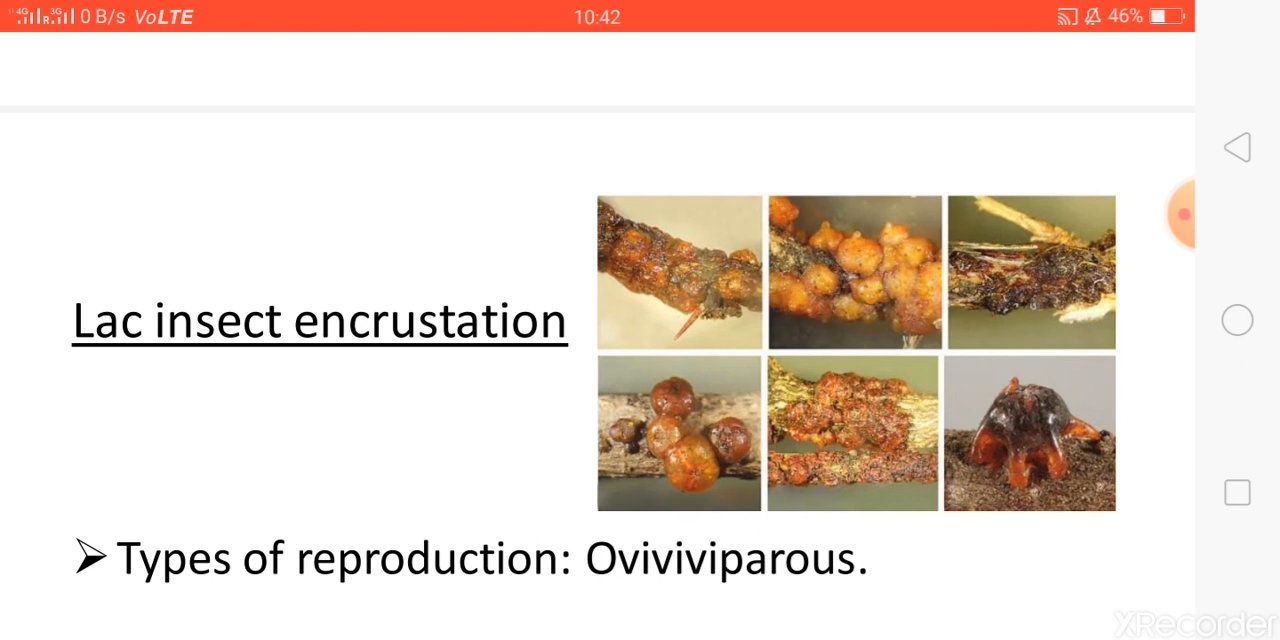 4G R 3G 0 B/s VoLTE 10:42 46%
Lac insect encrustation
➢ Types of reproduction: Oviviviparous.
XRecorder